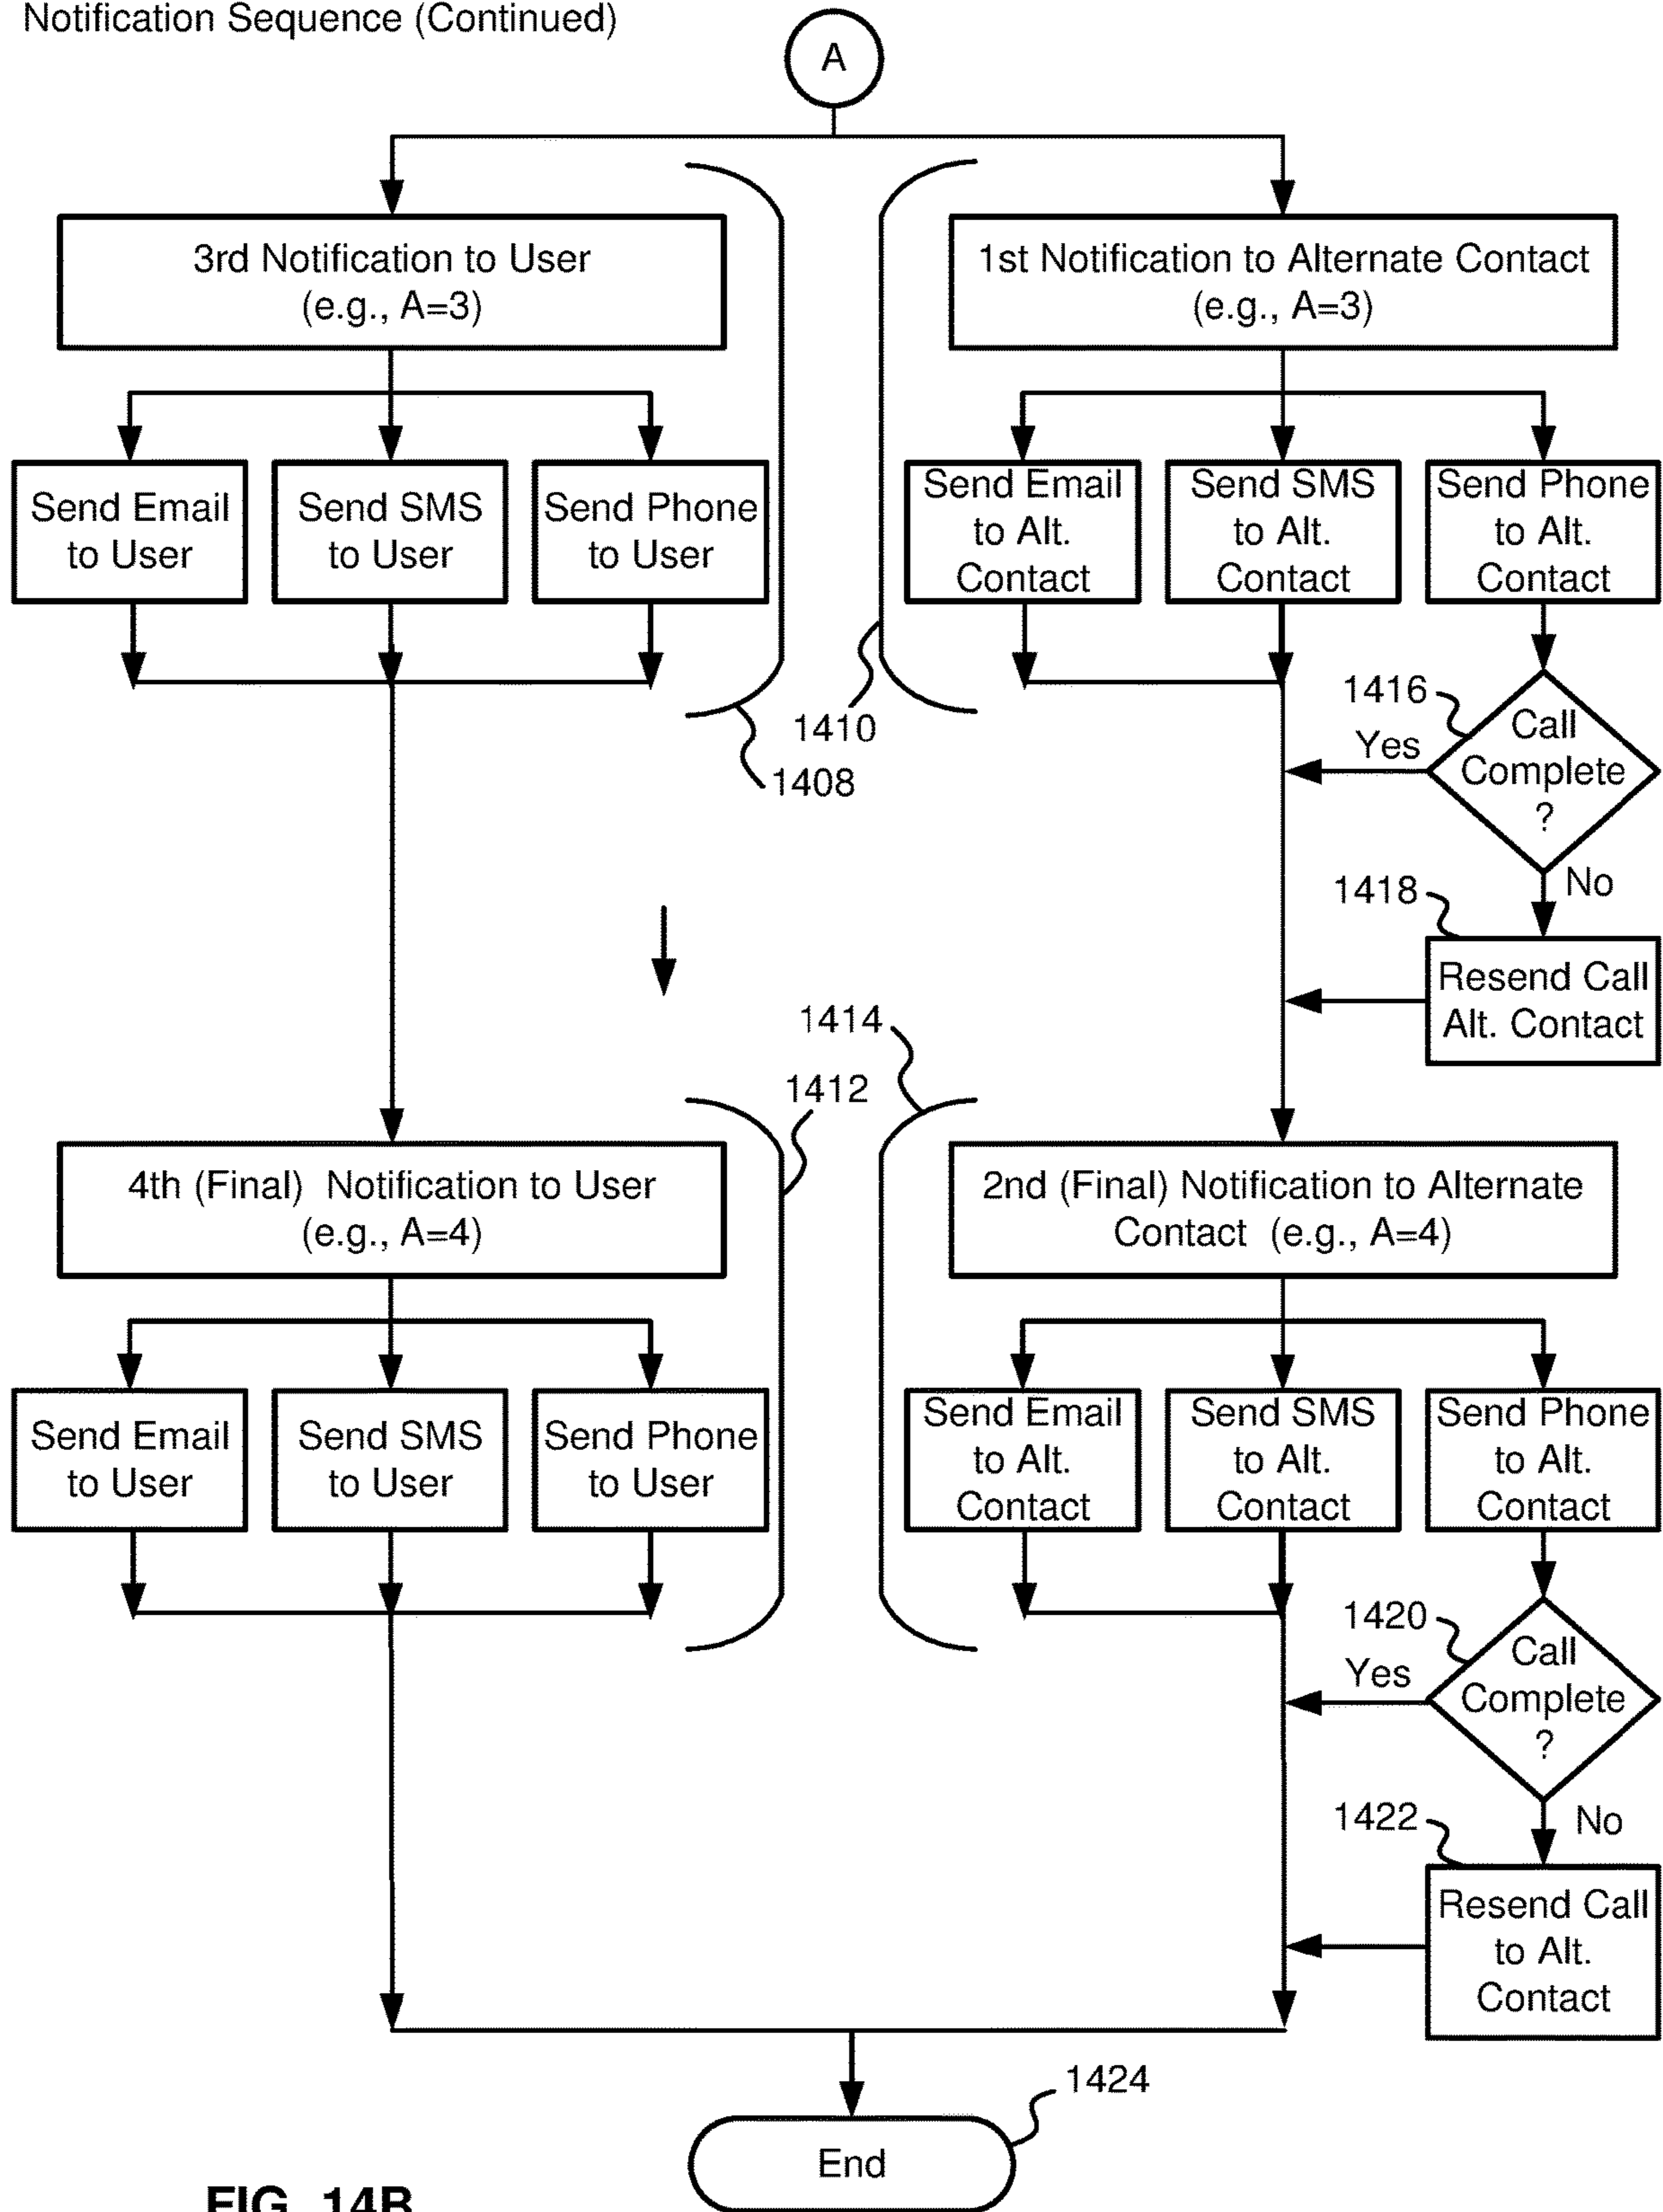 Notification Sequence (Continued)
A
3rd Notification to User
(e.g., A=3)
1st Notification to Alternate Contact
(e.g., A=3)
Send Email
to User
Send SMS
to User
Send Phone
to User
Send Email
to Alt.
Contact
Send SMS
to Alt.
Contact
Send Phone
to Alt.
Contact
1410
1408
1416
Yes
Call
Complete
?
No
1418
Resend Call
Alt. Contact
1414
1412
4th (Final) Notification to User
(e.g., A=4)
2nd (Final) Notification to Alternate
Contact (e.g., A=4)
Send Email
to User
Send SMS
to User
Send Phone
to User
Send Email
to Alt.
Contact
Send SMS
to Alt.
Contact
Send Phone
to Alt.
Contact
1420
Yes
Call
Complete
?
No
1422
Resend Call
to Alt.
Contact
1424
End
FIG. 14B